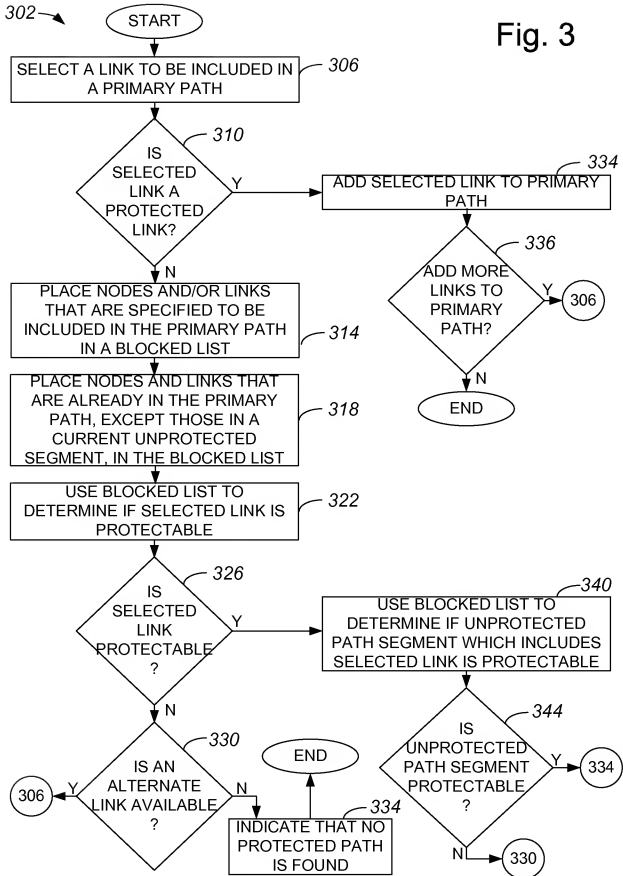 302
START
Fig. 3
SELECT A LINK TO BE INCLUDED IN
A PRIMARY PATH
306
310
IS
SELECTED
LINK A
PROTECTED
LINK?
Y
N
334
ADD SELECTED LINK TO PRIMARY
PATH
336
ADD MORE
LINKS TO
PRIMARY
PATH?
Y
306
N
END
PLACE NODES AND/OR LINKS
THAT ARE SPECIFIED TO BE
INCLUDED IN THE PRIMARY PATH
IN A BLOCKED LIST
314
PLACE NODES AND LINKS THAT
ARE ALREADY IN THE PRIMARY
PATH, EXCEPT THOSE IN A
CURRENT UNPROTECTED
SEGMENT, IN THE BLOCKED LIST
318
USE BLOCKED LIST TO
DETERMINE IF SELECTED LINK IS
PROTECTABLE
322
326
IS
SELECTED
LINK
PROTECTABLE
?
Y
N
340
USE BLOCKED LIST TO
DETERMINE IF UNPROTECTED
PATH SEGMENT WHICH INCLUDES
SELECTED LINK IS PROTECTABLE
344
IS
UNPROTECTED
PATH SEGMENT
PROTECTABLE
?
Y
334
N
330
330
IS AN
ALTERNATE
LINK AVAILABLE
?
Y
306
N
END
334
INDICATE THAT NO
PROTECTED PATH
IS FOUND